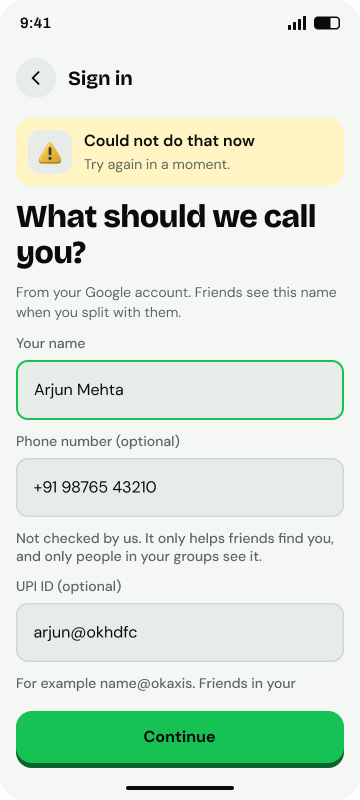 9:41
Sign in
Could not do that now
Try again in a moment.
What should we call
you?
From your Google account. Friends see this name
when you split with them.
Your name
Arjun Mehta
Phone number (optional)
+91 98765 43210
Not checked by us. It only helps friends find you,
and only people in your groups see it.
UPI ID (optional)
arjun@okhdfc
For example name@okaxis. Friends in your
Continue